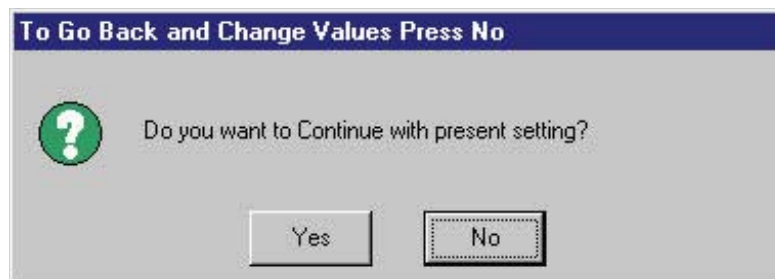 To Go Back and Change Values Press No
Do you want to Continue with present setting?
Yes No